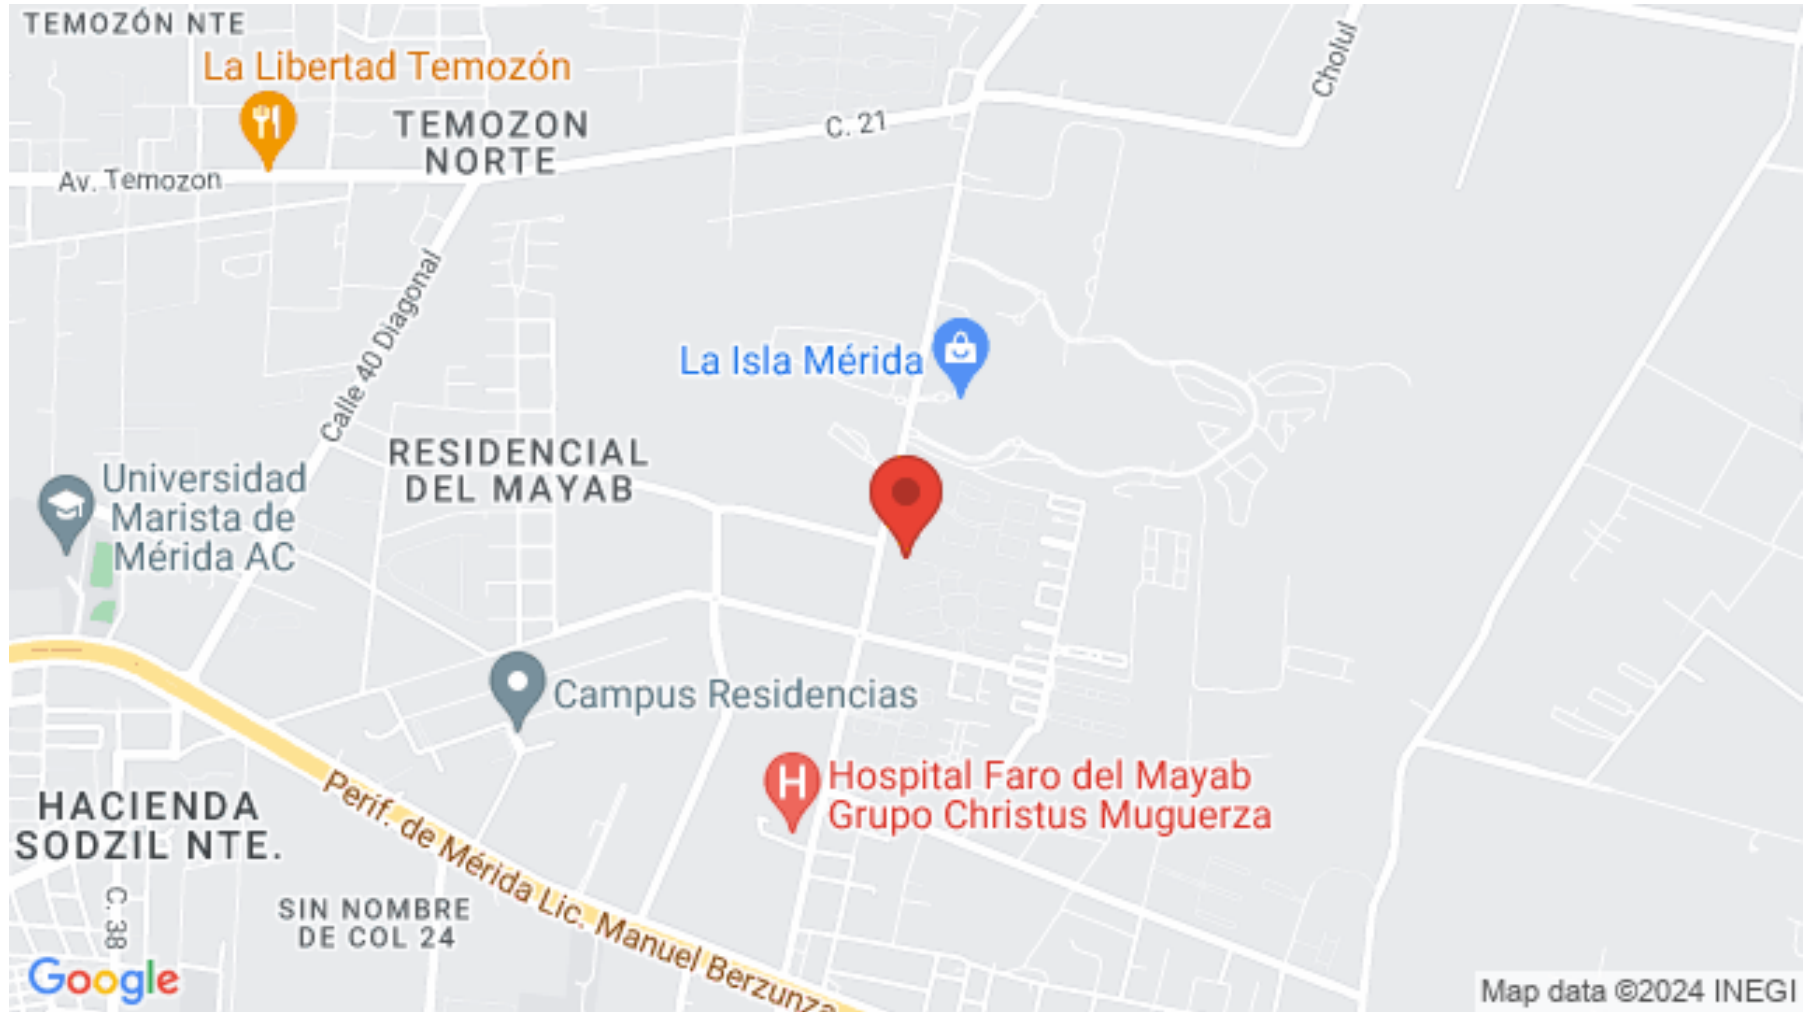 TEMOZÓN NTE
La Libertad Temozón
TEMOZON
NORTE
C. 21
Cholul
Av. Temozon
Calle 40 Diagonal
La Isla Mérida
RESIDENCIAL
DEL MAYAB
Universidad
Marista de
Mérida AC
Campus Residencias
H
Hospital Faro del Mayab
Grupo Christus Muguerza
HACIENDA
SODZIL NTE.
Perif. de Mérida Lic. Manuel Berzunza
C. 38
SIN NOMBRE
DE COL 24
Google
Map data ©2024 INEGI